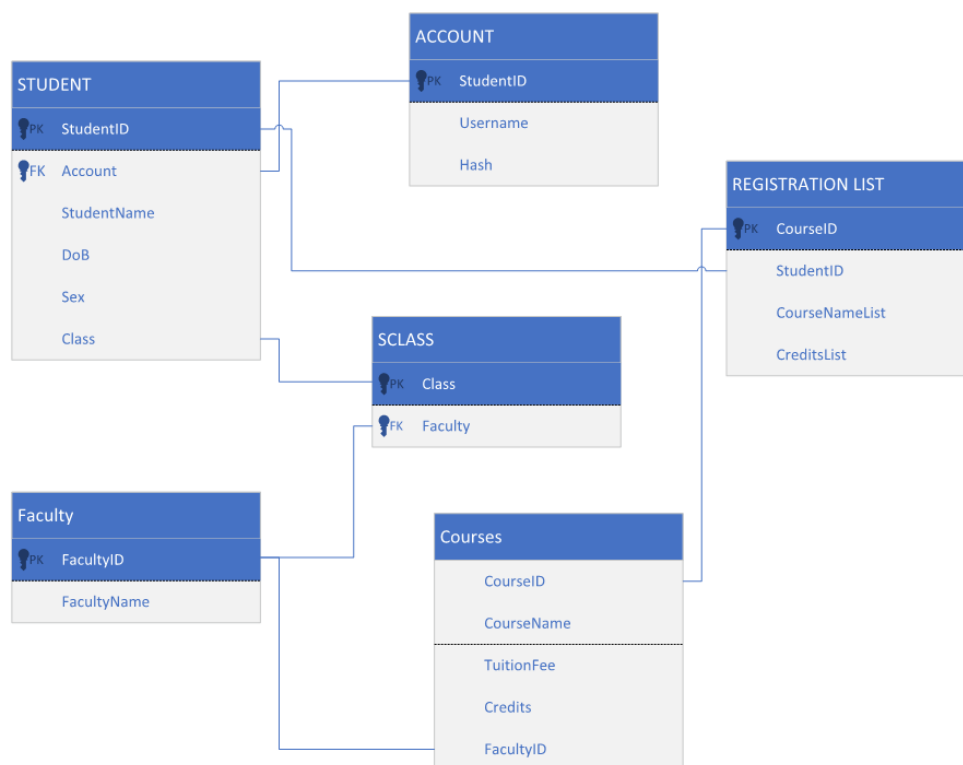 STUDENT
PK StudentID
FK Account
StudentName
DoB
Sex
Class
ACCOUNT
PK StudentID
Username
Hash
REGISTRATION LIST
PK CourseID
StudentID
CourseNameList
CreditsList
SCLASS
PK Class
FK Faculty
Faculty
PK FacultyID
FacultyName
Courses
CourseID
CourseName
TuitionFee
Credits
FacultyID